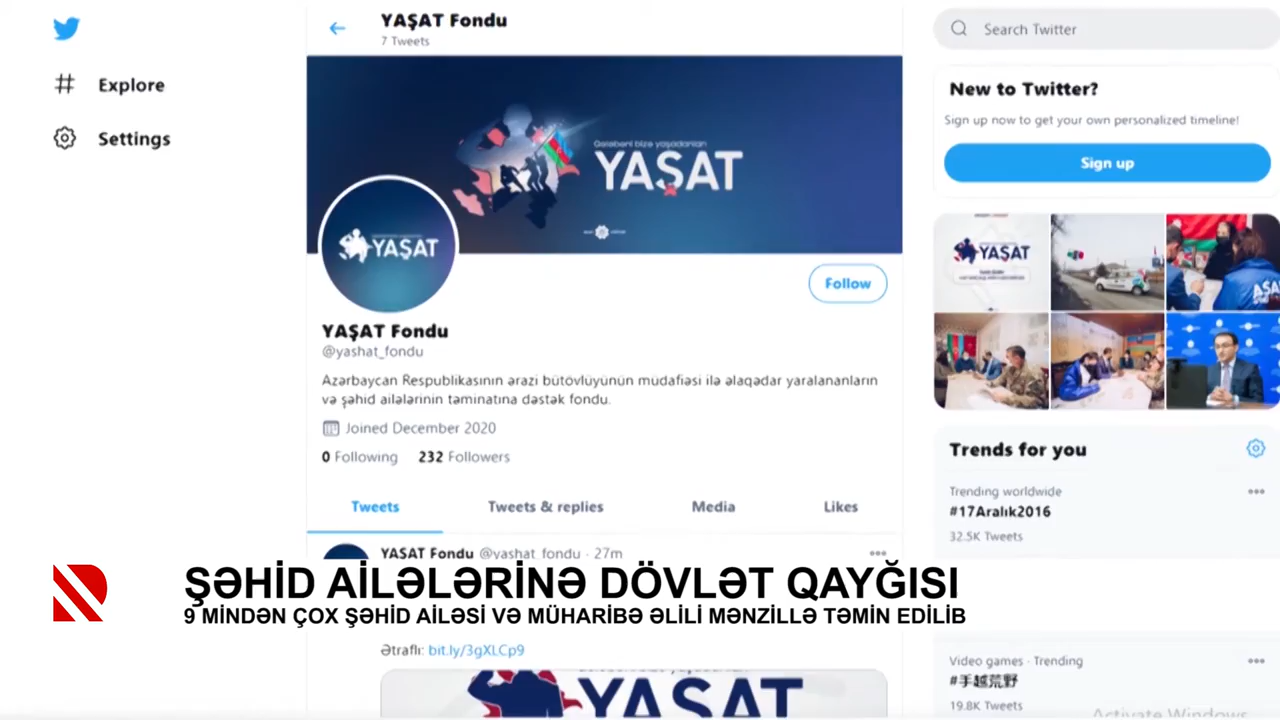 Explore
Settings
YAŞAT Fondu
7 Tweets
YAŞAT
YAŞAT
Follow
YAŞAT Fondu
@yashat_fondu
Azərbaycan Respublikasının ərazi bütövlüyünün müdafiəsi ilə əlaqədar yaralananların
və şəhid ailələrinin təminatına dəstək fondu.
Joined December 2020
0 Following 232 Followers
Tweets Tweets & replies Media Likes
YAŞAT Fondu @yashat_fondu · 27m
ŞƏHİD AİLƏLƏRİNƏ DÖVLƏT QAYĞISI
9 MİNDƏN ÇOX ŞƏHİD AİLƏSİ VƏ MÜHARİBƏ ƏLİLİ MƏNZİLLƏ TƏMİN EDİLİB
Ətraflı: bit.ly/3gXLCp9
YAŞAT
Search Twitter
New to Twitter?
Sign up now to get your own personalized timeline!
Sign up
YAŞAT
Trends for you
Trending worldwide
#17Aralık2016
32.5K Tweets
Video games · Trending
#手越荒野
19.8K Tweets
Activate Windows